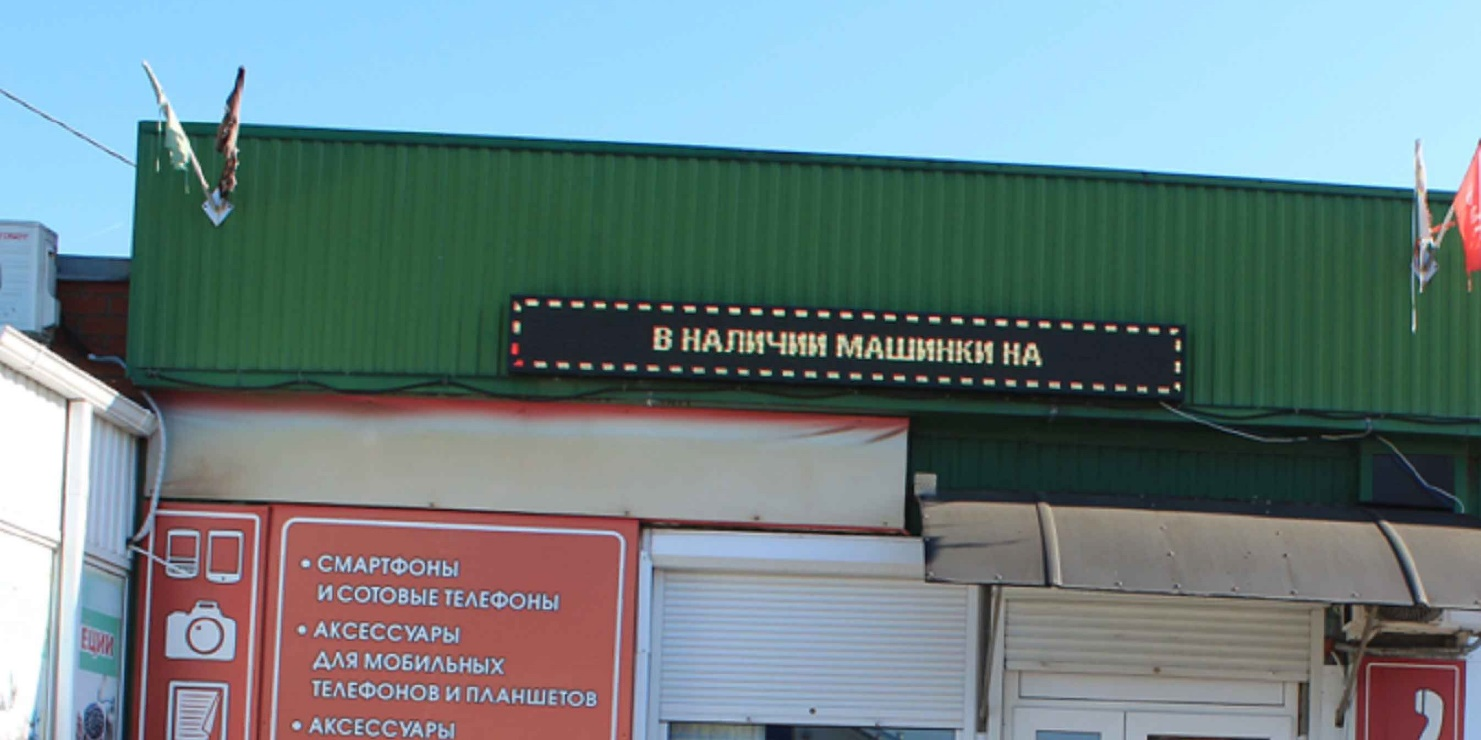 В НАЛИЧИИ МАШИНКИ НА
• СМАРТФОНЫ
И СОТОВЫЕ ТЕЛЕФОНЫ
• АКСЕССУАРЫ
ДЛЯ МОБИЛЬНЫХ
ТЕЛЕФОНОВ И ПЛАНШЕТОВ
• АКСЕССУАРЫ
ЕЦИИ